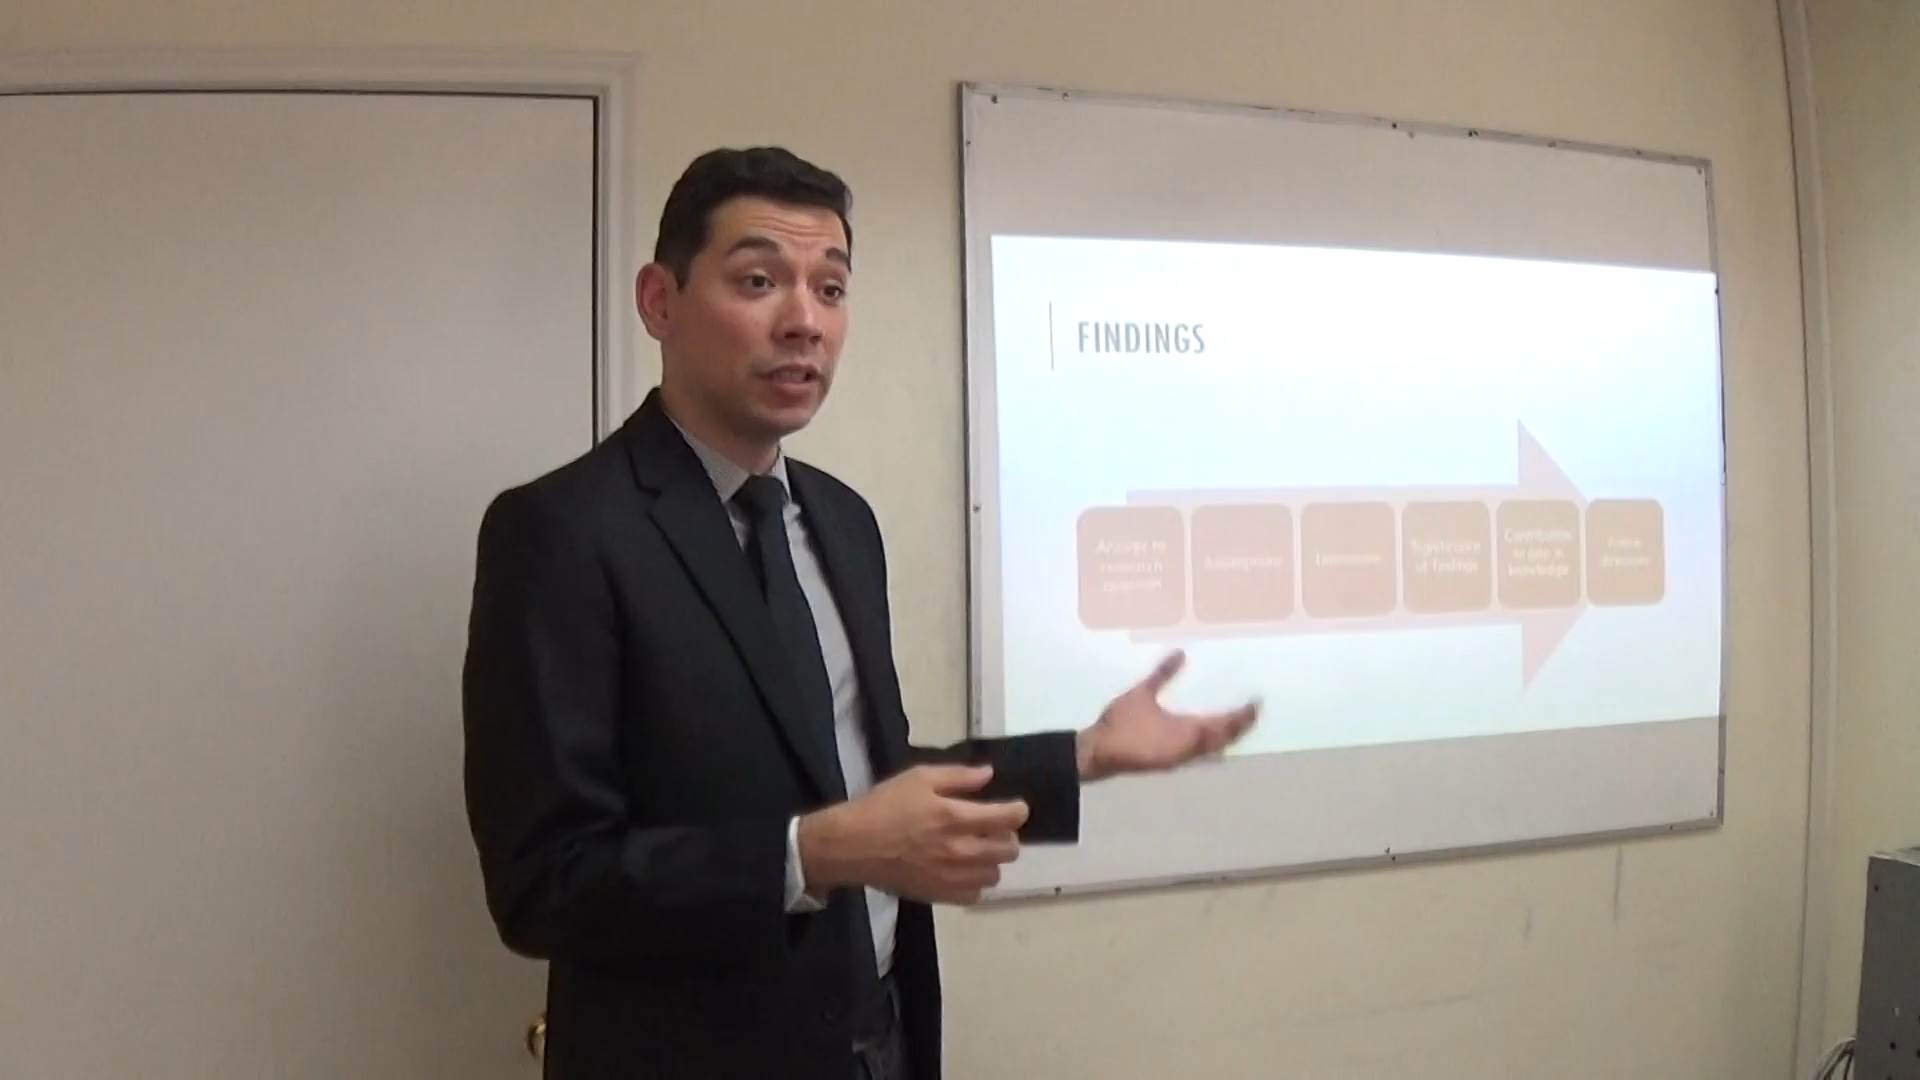 FINDINGS
Answer to
research
question
Assumptions
Limitations
Significance
of findings
Contribution
to gap in
knowledge
Future
directions